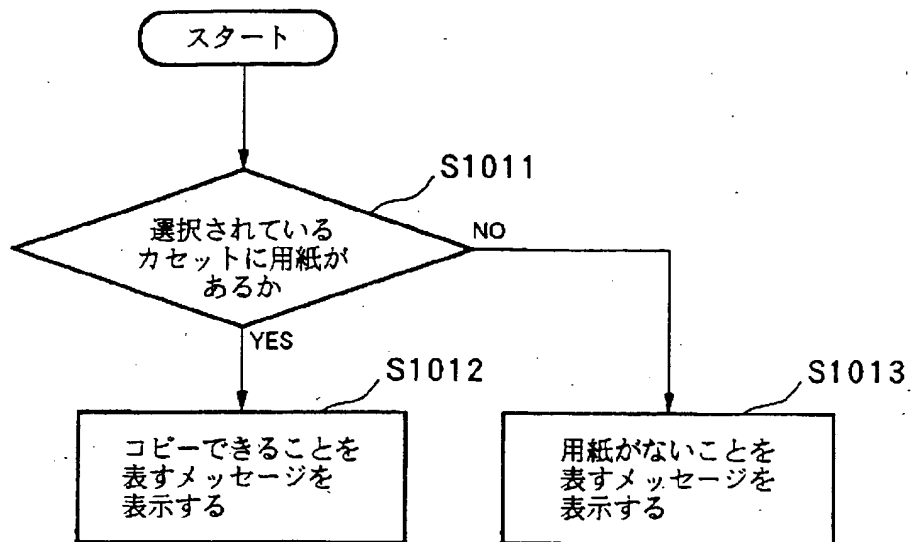 スタート
S1011
選択されている
カセットに用紙が
あるか
NO
YES
S1012
コピーできることを
表すメッセージを
表示する
S1013
用紙がないことを
表すメッセージを
表示する